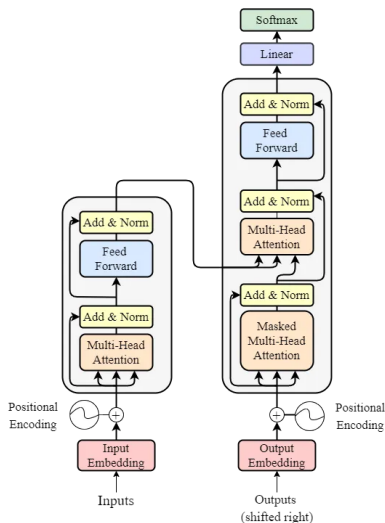 Softmax
Linear
Add & Norm
Feed
Forward
Add & Norm
Multi-Head
Attention
Add & Norm
Masked
Multi-Head
Attention
Positional
Encoding
Output
Embedding
Outputs
(shifted right)
Add & Norm
Feed
Forward
Add & Norm
Multi-Head
Attention
Positional
Encoding
Input
Embedding
Inputs